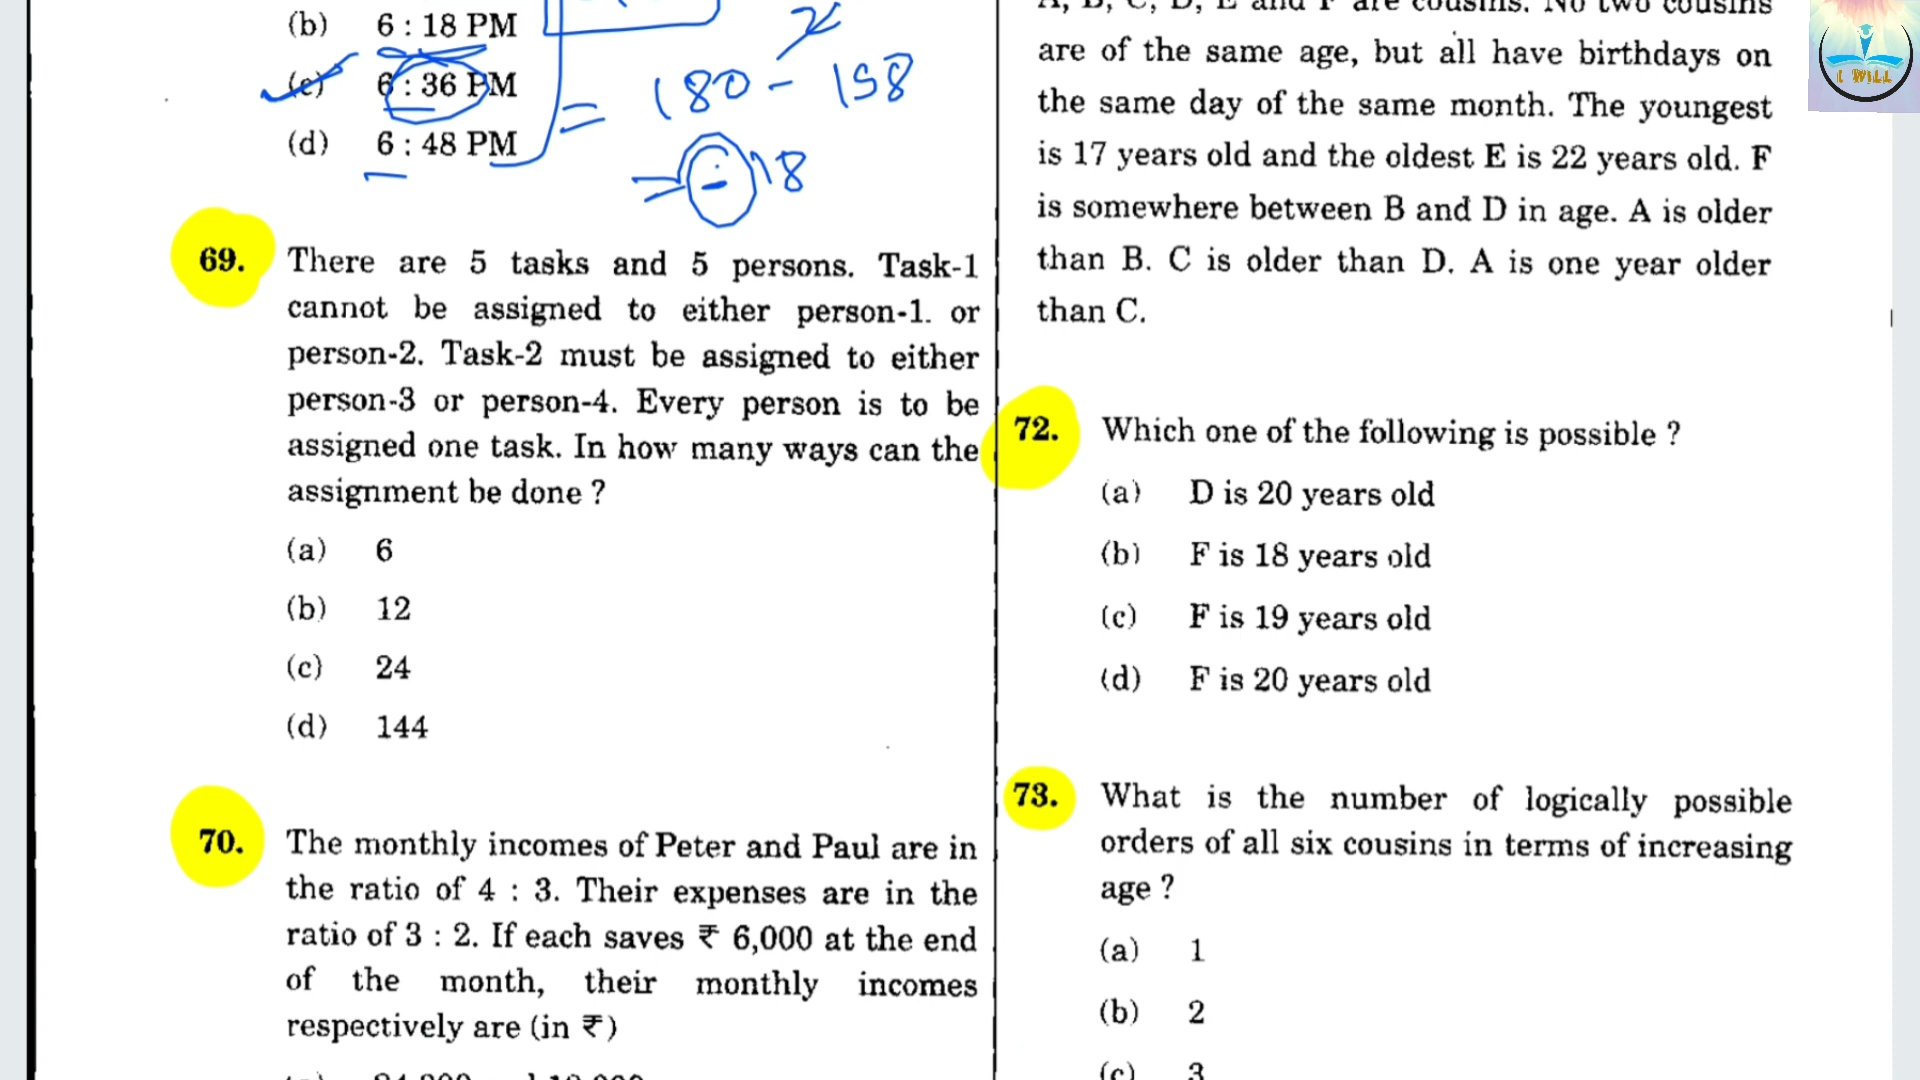 (b) 6 : 18 PM
(c) 6 : 36 PM
(d) 6 : 48 PM
= 180 - 198
= - 18
69. There are 5 tasks and 5 persons. Task-1
cannot be assigned to either person-1. or
person-2. Task-2 must be assigned to either
person-3 or person-4. Every person is to be
assigned one task. In how many ways can the
assignment be done ?
(a) 6
(b) 12
(c) 24
(d) 144
70. The monthly incomes of Peter and Paul are in
the ratio of 4 : 3. Their expenses are in the
ratio of 3 : 2. If each saves ₹ 6,000 at the end
of the month, their monthly incomes
respectively are (in ₹)
A, B, C, D, E and F are cousins. No two cousins
are of the same age, but all have birthdays on
the same day of the same month. The youngest
is 17 years old and the oldest E is 22 years old. F
is somewhere between B and D in age. A is older
than B. C is older than D. A is one year older
than C.
72. Which one of the following is possible ?
(a) D is 20 years old
(b) F is 18 years old
(c) F is 19 years old
(d) F is 20 years old
73. What is the number of logically possible
orders of all six cousins in terms of increasing
age ?
(a) 1
(b) 2
(c) 3
I WILL